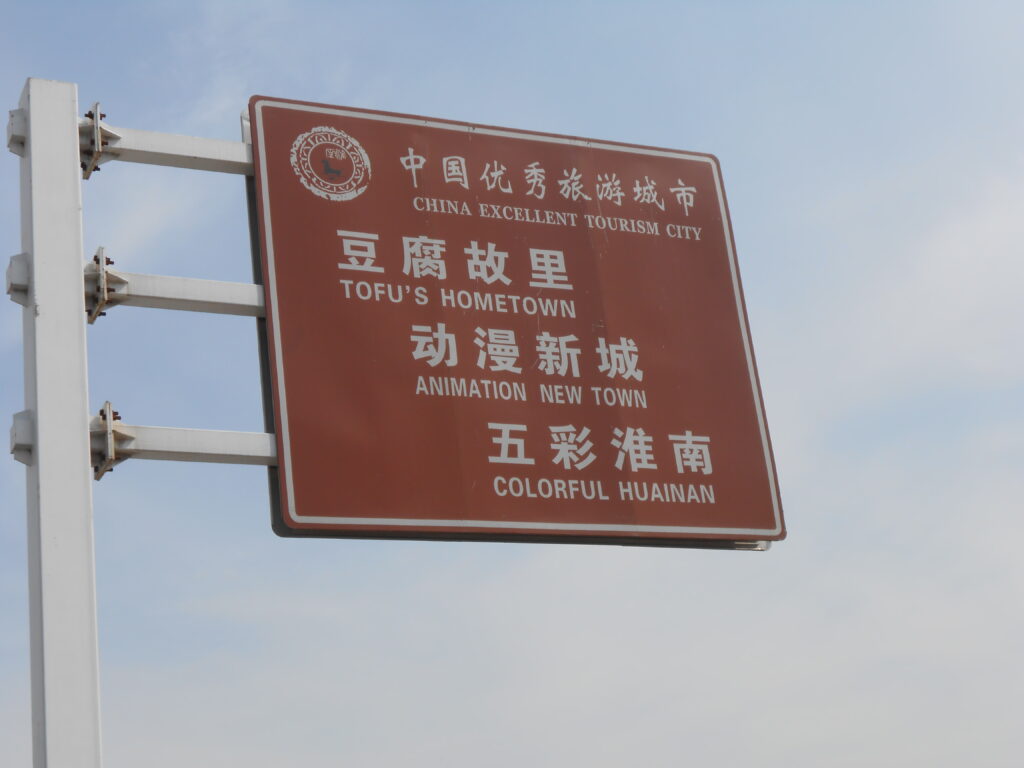 中国优秀旅游城市
CHINA EXCELLENT TOURISM CITY
豆腐故里
TOFU'S HOMETOWN
动漫新城
ANIMATION NEW TOWN
五彩淮南
COLORFUL HUAINAN